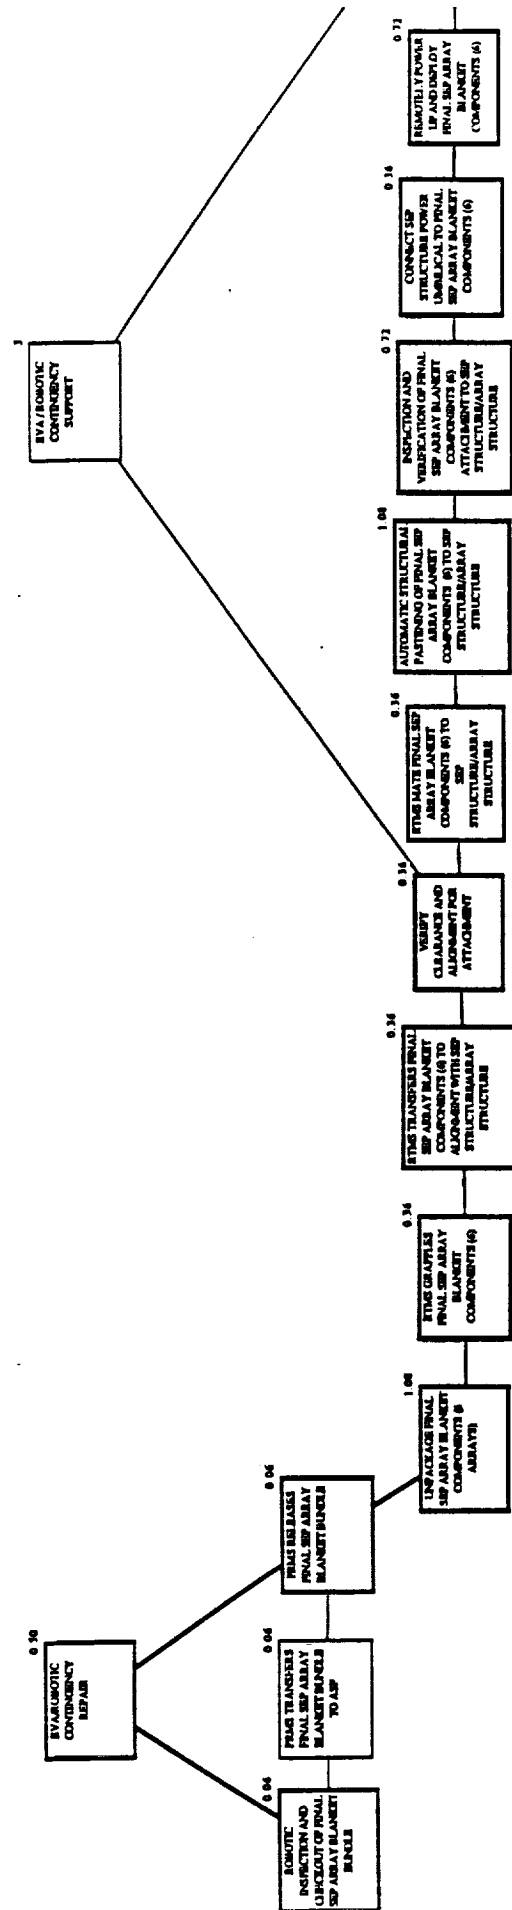 0.72
REMOTELY POWER
UP AND DEPLOY
FINAL SEP ARRAY
BLANKET
COMPONENTS (6)
0.36
CONNECT SEP
STRUCTURE POWER
UMBILICAL TO FINAL
SEP ARRAY BLANKET
COMPONENTS (6)
3
EVA/ROBOTIC
CONTINGENCY
SUPPORT
0.72
INSPECTION AND
VERIFICATION OF FINAL
SEP ARRAY BLANKET
COMPONENTS (6)
ATTACHMENT TO SEP
STRUCTURE/ARRAY
STRUCTURE
1.08
AUTOMATIC STRUCTURAL
FASTENING OF FINAL SEP
ARRAY BLANKET
COMPONENTS (6) TO SEP
STRUCTURE/ARRAY
STRUCTURE
0.36
RTMS MATE FINAL SEP
ARRAY BLANKET
COMPONENTS (6) TO
SEP
STRUCTURE/ARRAY
STRUCTURE
0.36
VERIFY
CLEARANCE AND
ALIGNMENT FOR
ATTACHMENT
0.36
RTMS TRANSFERS FINAL
SEP ARRAY BLANKET
COMPONENTS (6) TO
ALIGNMENT WITH SEP
STRUCTURE/ARRAY
STRUCTURE
0.36
RTMS GRAPPLES
FINAL SEP ARRAY
BLANKET
COMPONENTS (6)
1.08
UNPACKAGE FINAL
SEP ARRAY BLANKET
COMPONENTS (6
ARRAYS)
0.06
PRMS RELEASES
FINAL SEP ARRAY
BLANKET BUNDLE
0.50
EVA/ROBOTIC
CONTINGENCY
REPAIR
0.06
PRMS TRANSFERS
FINAL SEP ARRAY
BLANKET BUNDLE
TO ASP
0.06
ROBOTIC
INSPECTION AND
CHECKOUT OF FINAL
SEP ARRAY BLANKET
BUNDLE